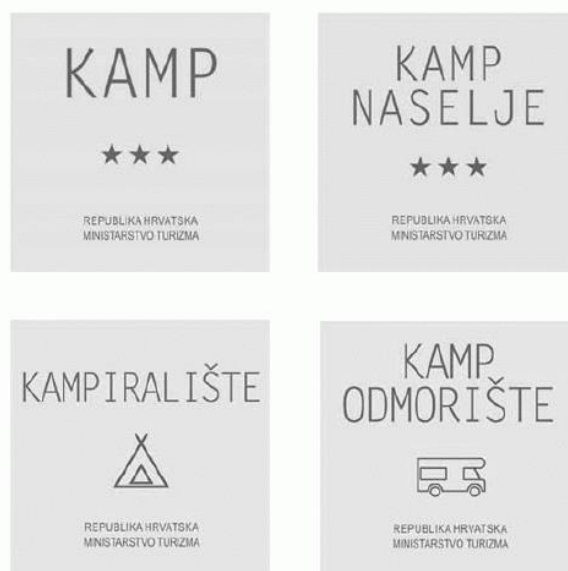 KAMP
REPUBLIKA HRVATSKA
MINISTARSTVO TURIZMA
KAMP
NASELJE
REPUBLIKA HRVATSKA
MINISTARSTVO TURIZMA
KAMPIRALIŠTE
REPUBLIKA HRVATSKA
MINISTARSTVO TURIZMA
KAMP
ODMORIŠTE
REPUBLIKA HRVATSKA
MINISTARSTVO TURIZMA